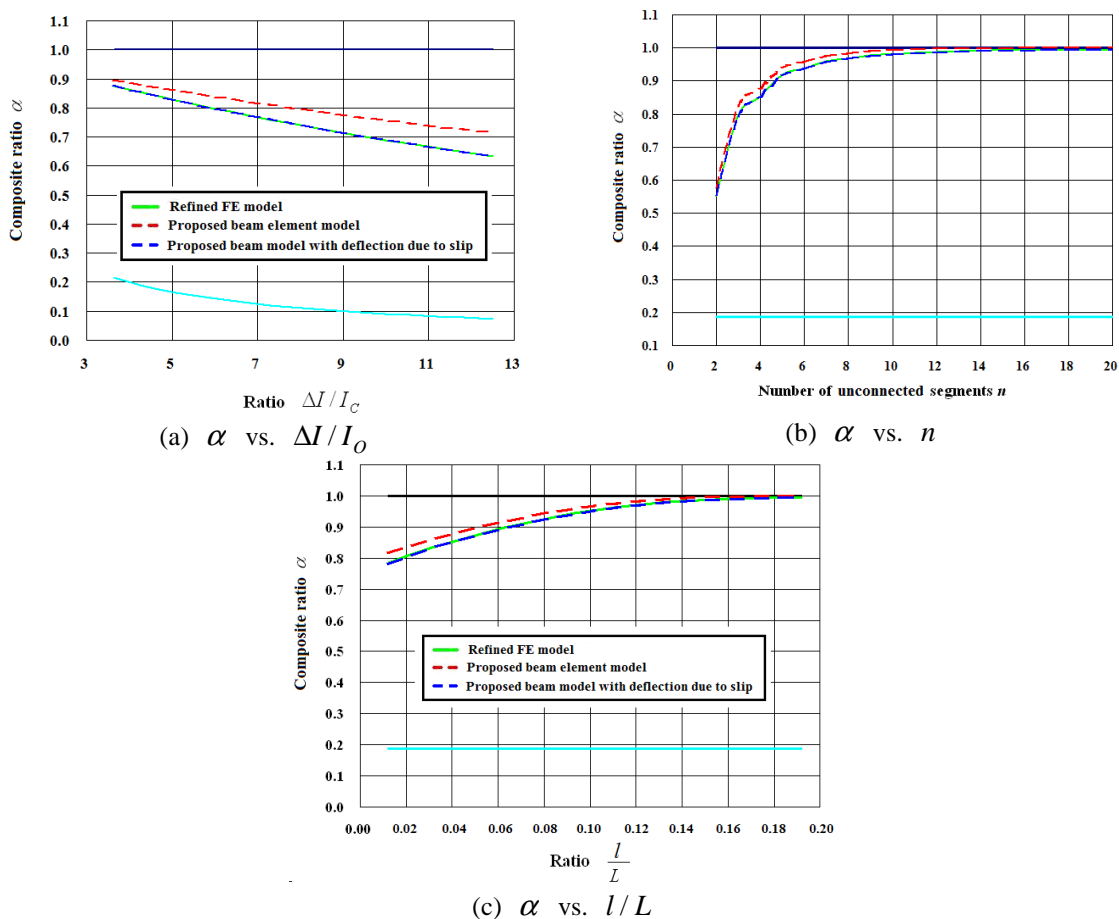 1.1
1.0
0.9
0.8
0.7
0.6
0.5
0.4
0.3
0.2
0.1
0.0
Composite ratio α
Refined FE model
Proposed beam element model
Proposed beam model with deflection due to slip
3 5 7 9 11 13
Ratio ΔI / I_C
(a) α vs. ΔI / I_O
1.1
1.0
0.9
0.8
0.7
0.6
0.5
0.4
0.3
0.2
0.1
Composite ratio α
0 2 4 6 8 10 12 14 16 18 20
Number of unconnected segments n
(b) α vs. n
1.1
1.0
0.9
0.8
0.7
0.6
0.5
0.4
0.3
0.2
0.1
0.0
Composite ratio α
Refined FE model
Proposed beam element model
Proposed beam model with deflection due to slip
0.00 0.02 0.04 0.06 0.08 0.10 0.12 0.14 0.16 0.18 0.20
Ratio l/L
(c) α vs. l / L